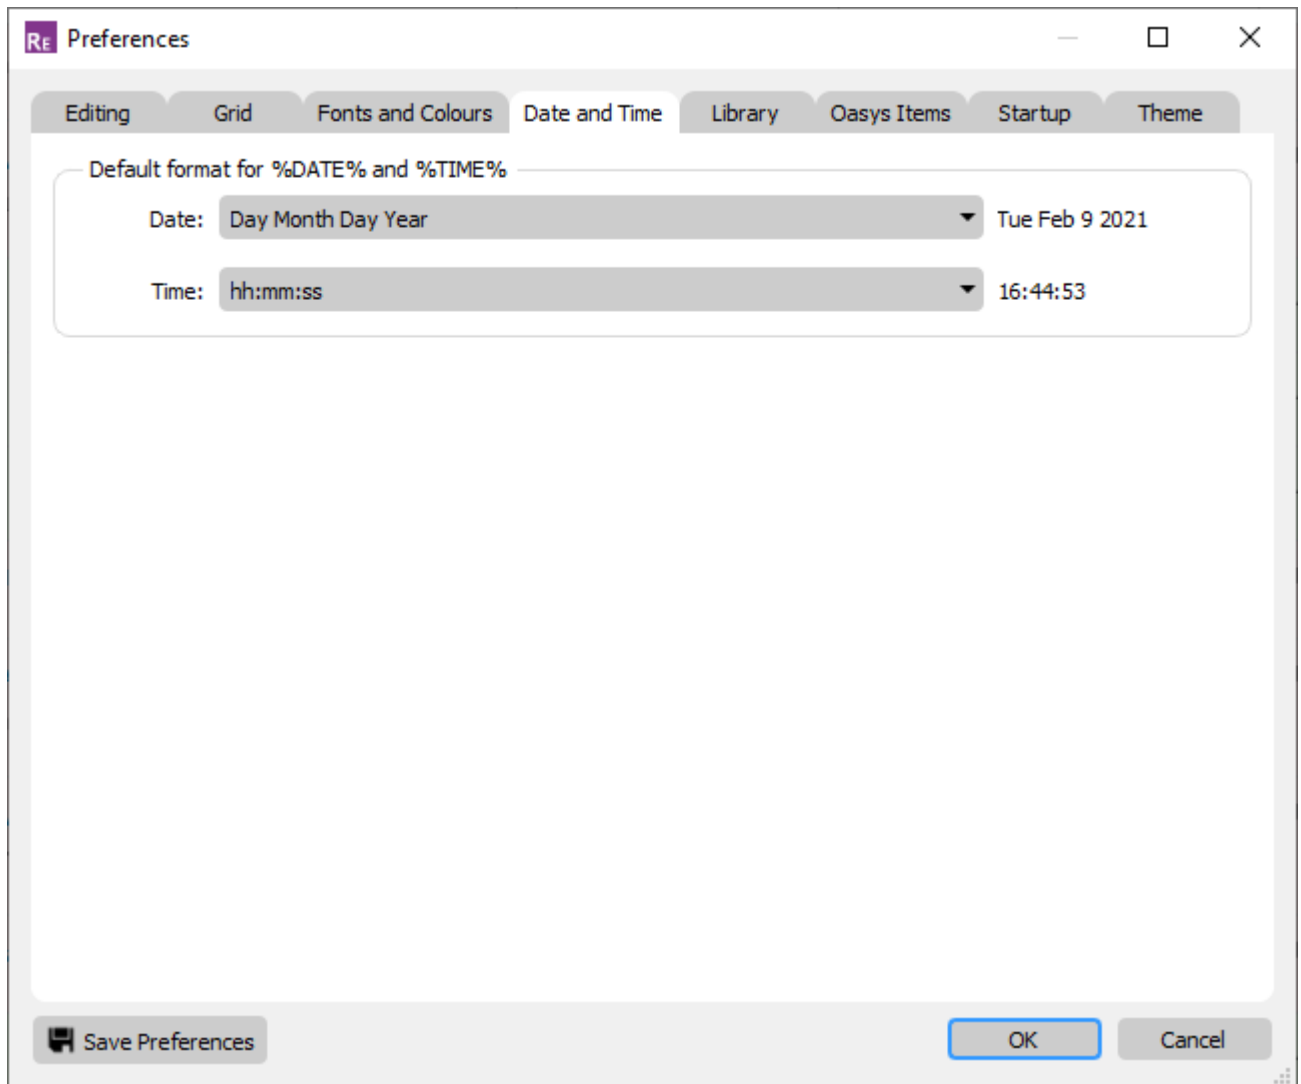 RE Preferences
Editing Grid Fonts and Colours Date and Time Library Oasys Items Startup Theme
Default format for %DATE% and %TIME%
Date: Day Month Day Year Tue Feb 9 2021
Time: hh:mm:ss 16:44:53
Save Preferences OK Cancel